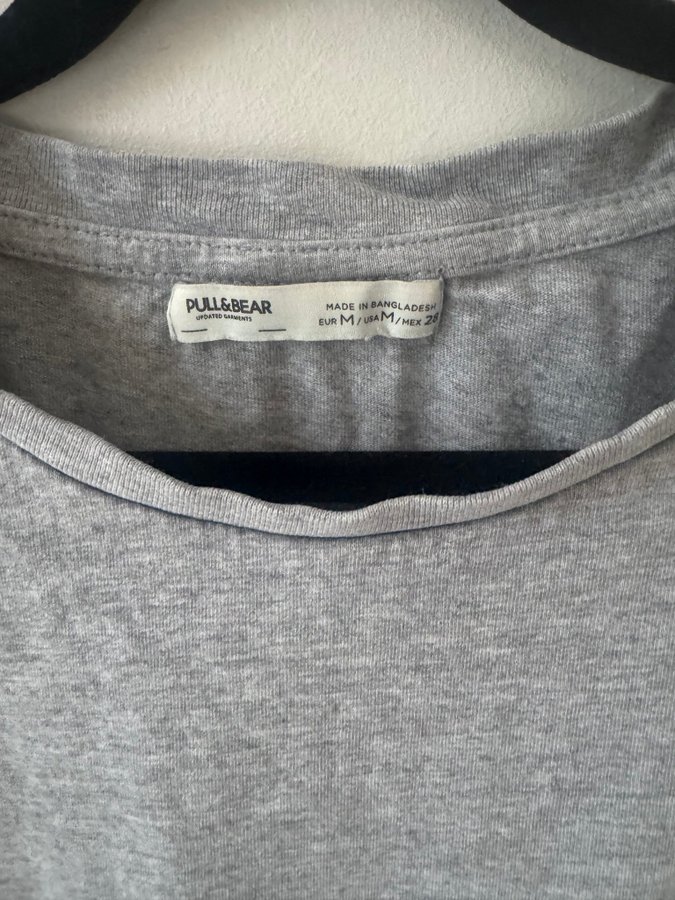 PULL&BEAR
UPDATED GARMENTS
MADE IN BANGLADESH
EUR M / USA M / MEX 28